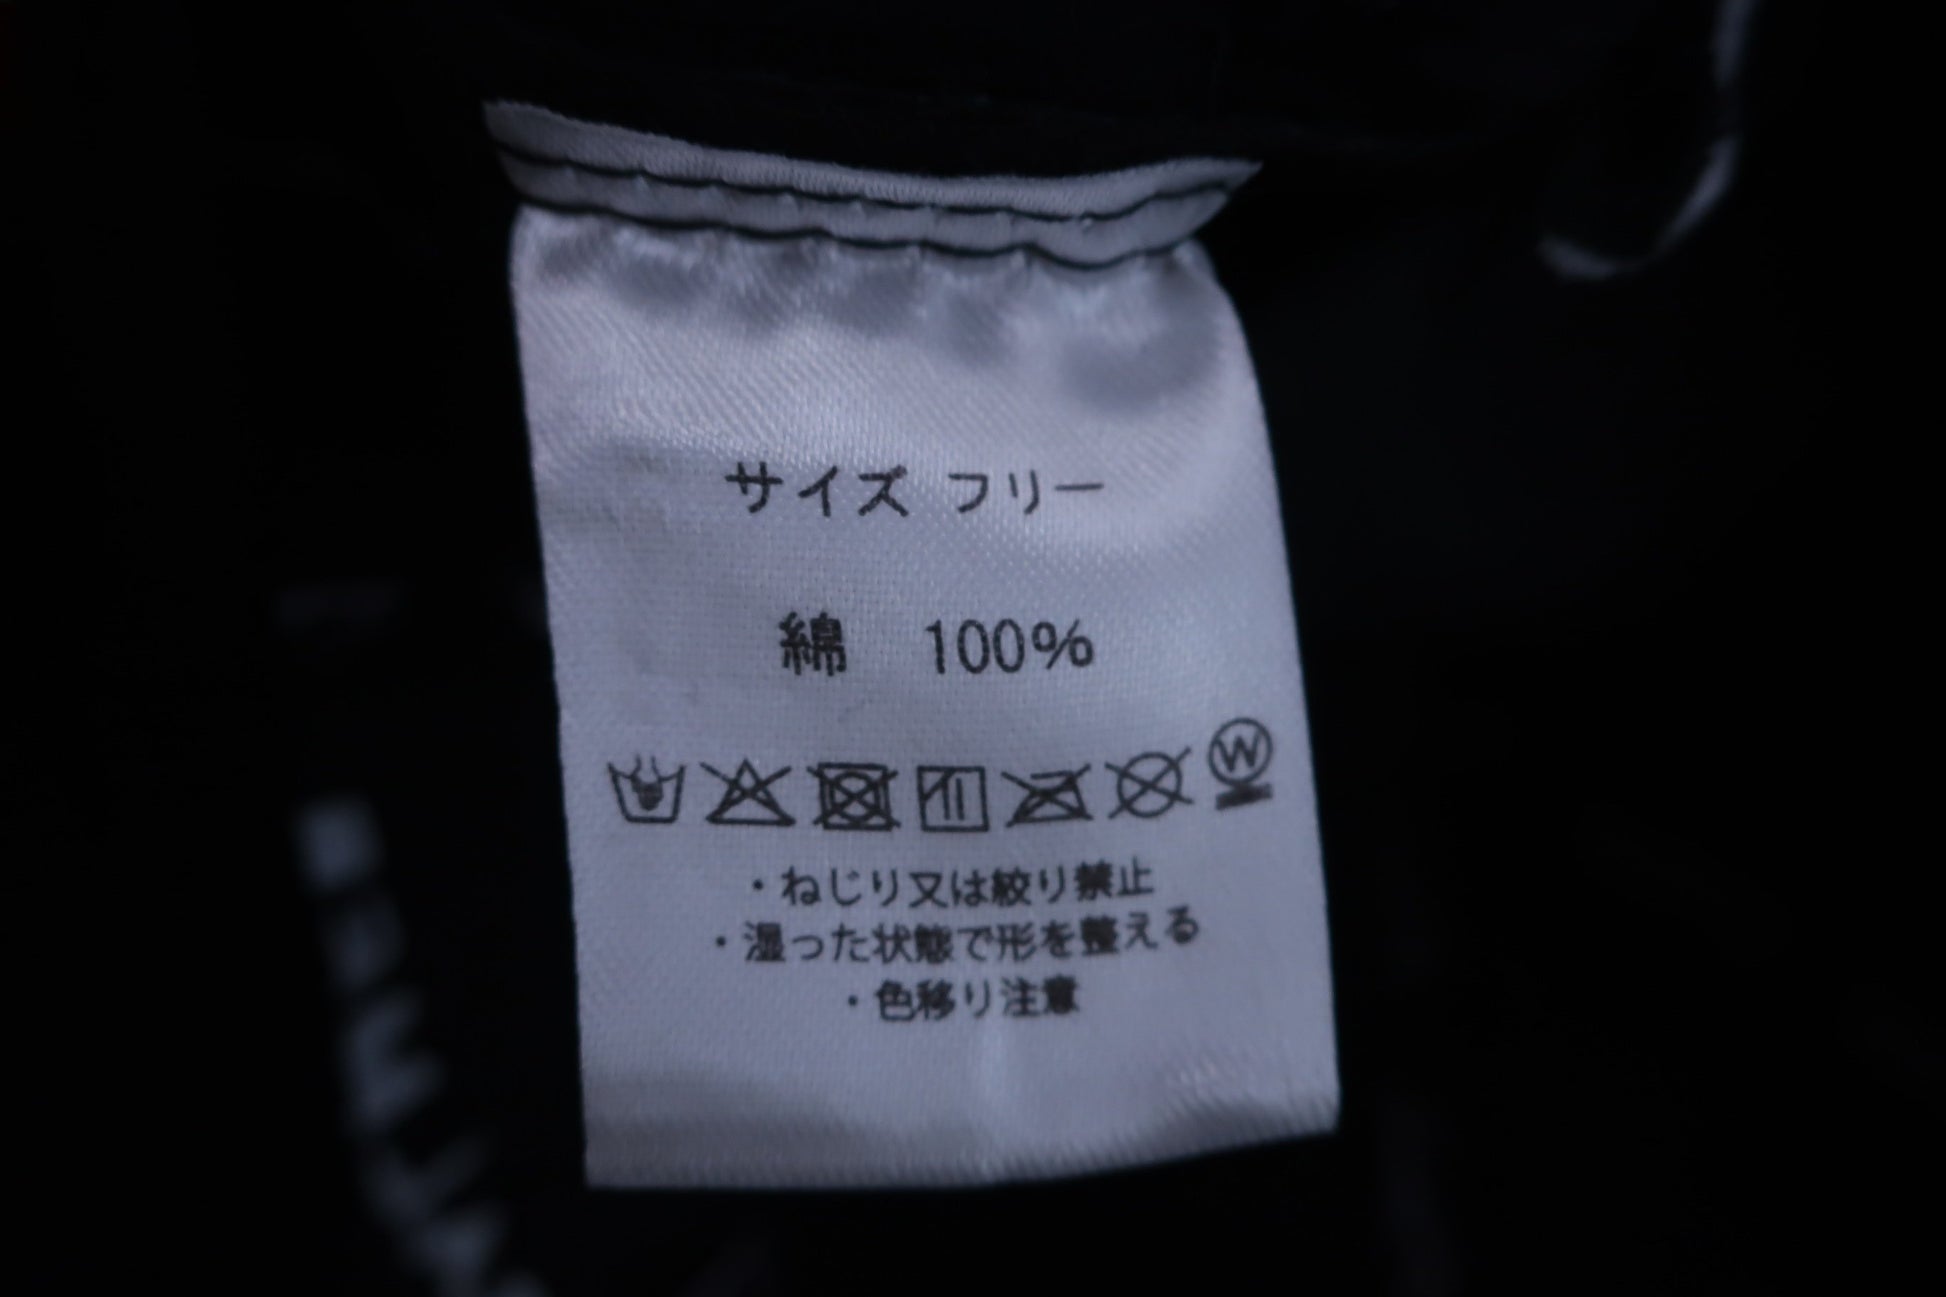 サイズ フリー
綿　100%
W
・ねじり又は絞り禁止
・湿った状態で形を整える
・色移り注意